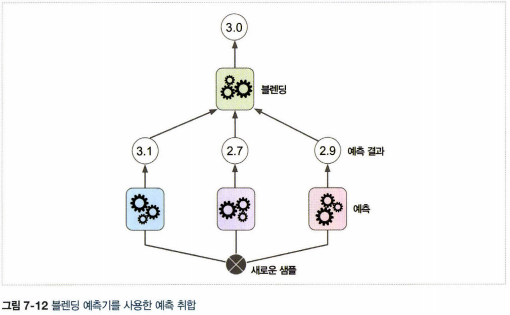 3.0
블렌딩
3.1
2.7
2.9
예측 결과
예측
새로운 샘플
그림 7-12 블렌딩 예측기를 사용한 예측 취합